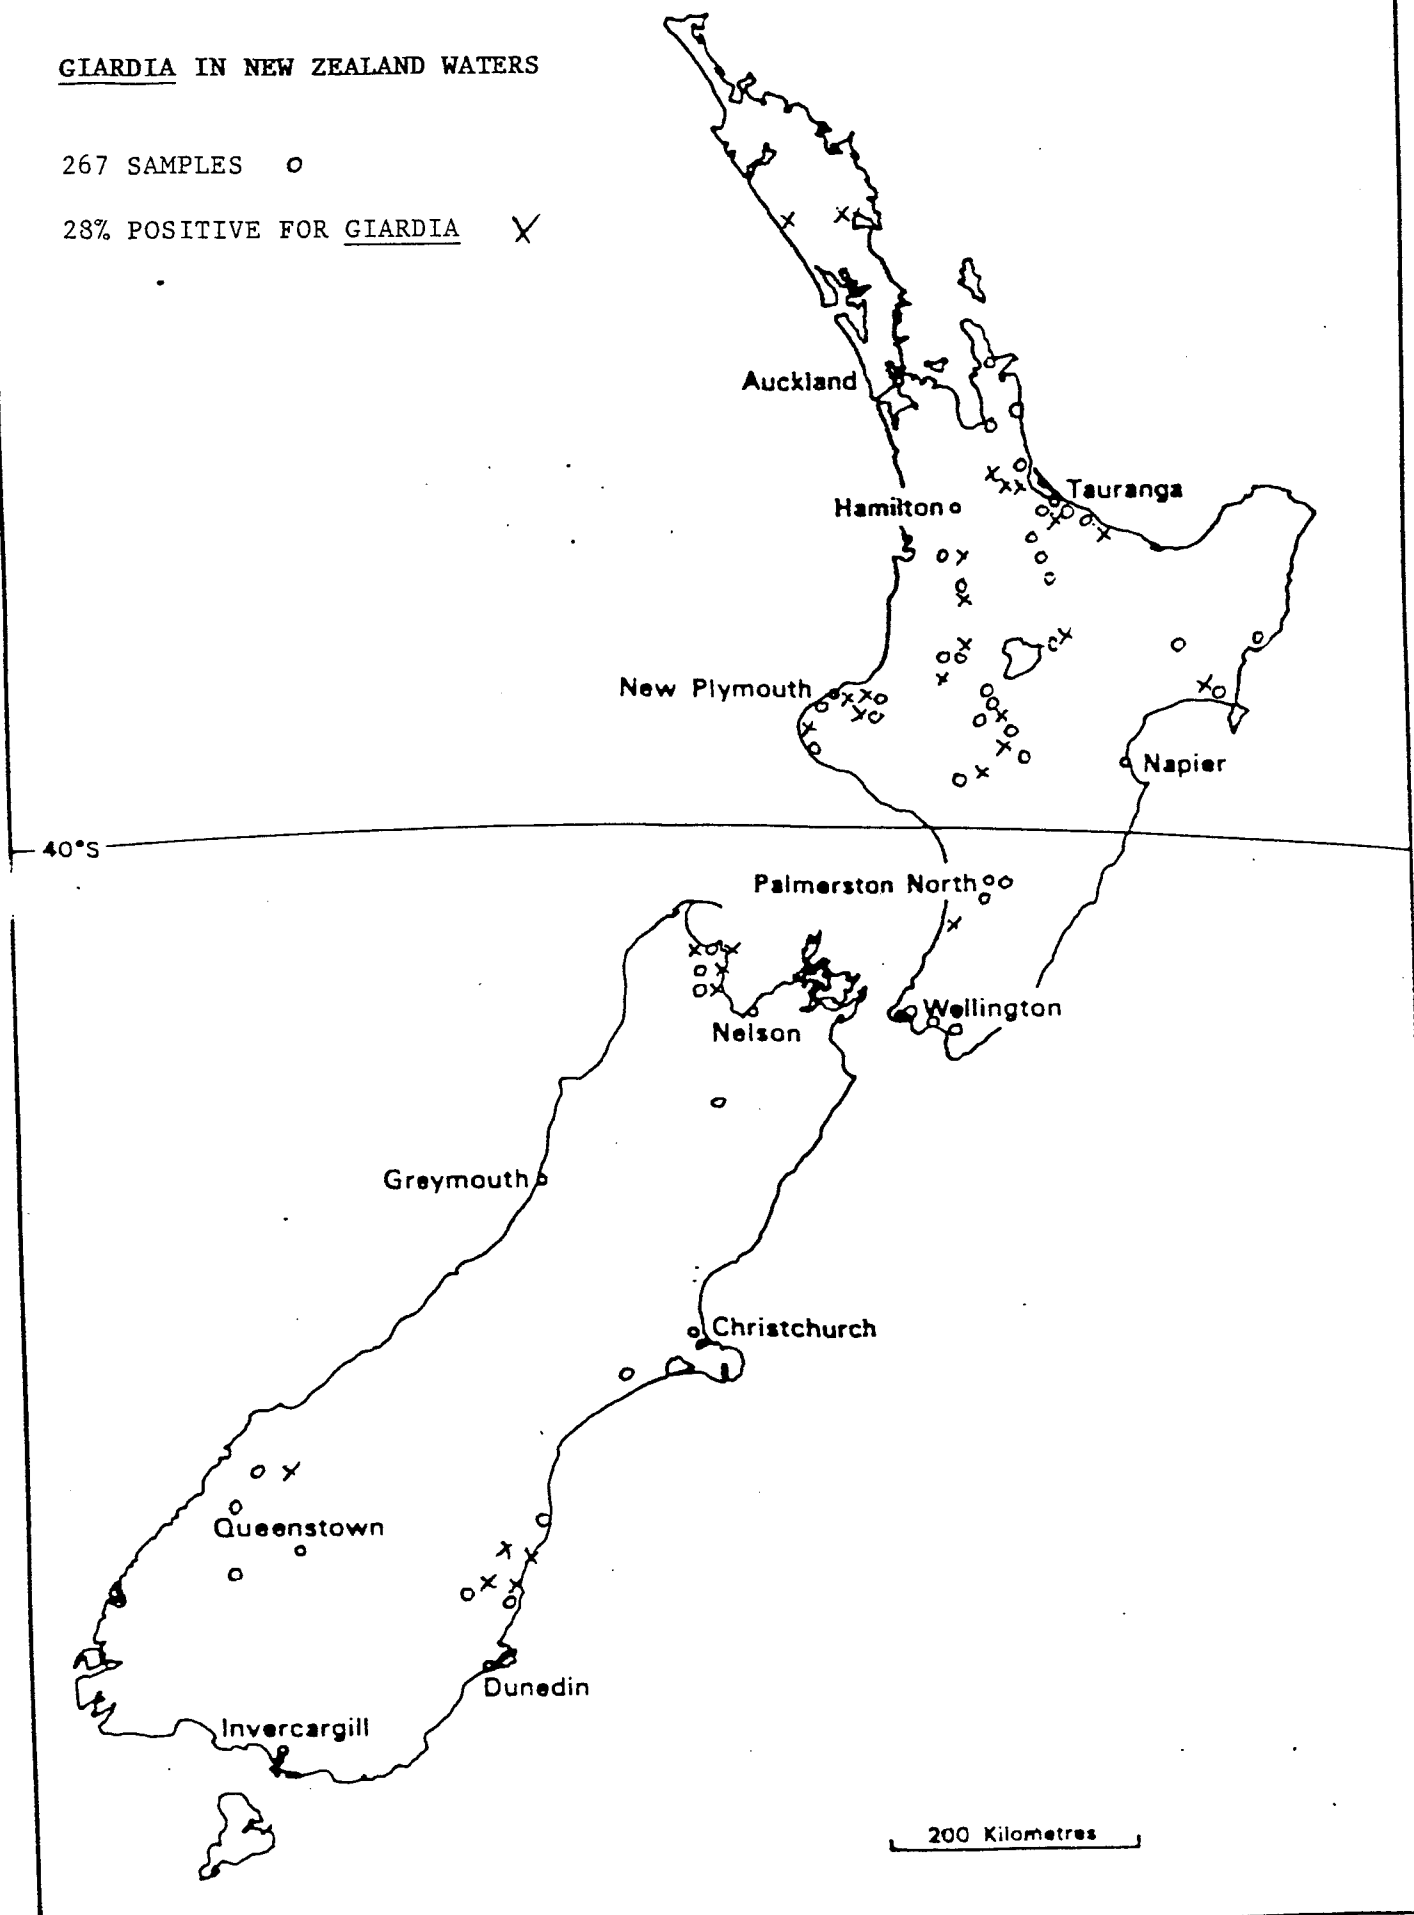 GIARDIA IN NEW ZEALAND WATERS
267 SAMPLES o
28% POSITIVE FOR GIARDIA X
Auckland
Tauranga
Hamilton
New Plymouth
Napier
40°S
Palmerston North
Wellington
Nelson
Greymouth
Christchurch
Queenstown
Dunedin
Invercargill
200 Kilometres